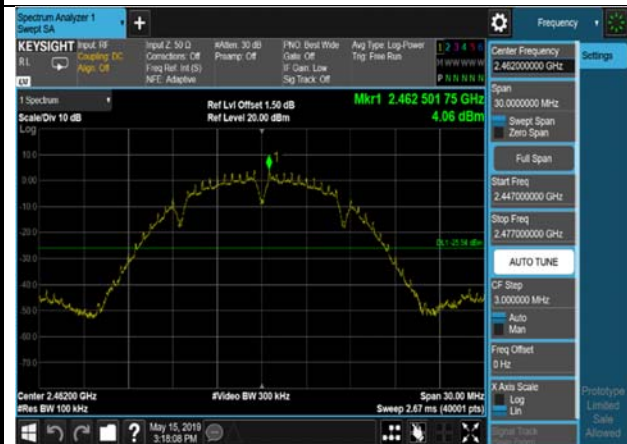 Spectrum Analyzer 1
Swept SA
Frequency
KEYSIGHT
Input: RF
Coupling: DC
Align: Off
Input Z: 50 Ω
Corrections: Off
Freq Ref: Int (S)
NFE: Adaptive
#Atten: 30 dB
Preamp: Off
PNO: Best Wide
Gate: Off
IF Gain: Low
Sig Track: Off
Avg Type: Log-Power
Trig: Free Run
1 2 3 4 5 6
M W W W W W
P N N N N N
Center Frequency
2.462000000 GHz
Settings
1 Spectrum
Scale/Div 10 dB
Log
Ref Lvl Offset 1.50 dB
Ref Level 20.00 dBm
Mkr1 2.462 501 75 GHz
4.06 dBm
Span
30.0000000 MHz
Swept Span
Zero Span
Full Span
Start Freq
2.447000000 GHz
Stop Freq
2.477000000 GHz
AUTO TUNE
CF Step
3.000000 MHz
Auto
Man
Freq Offset
0 Hz
X Axis Scale
Log
Lin
Signal Track
10.0
0.00
-10.0
-20.0
-30.0
-40.0
-50.0
-60.0
-70.0
1
Center 2.46200 GHz
#Res BW 100 kHz
#Video BW 300 kHz
Span 30.00 MHz
Sweep 2.67 ms (40001 pts)
May 15, 2019
3:18:08 PM
Prototype
Limited
Sale
Allowed